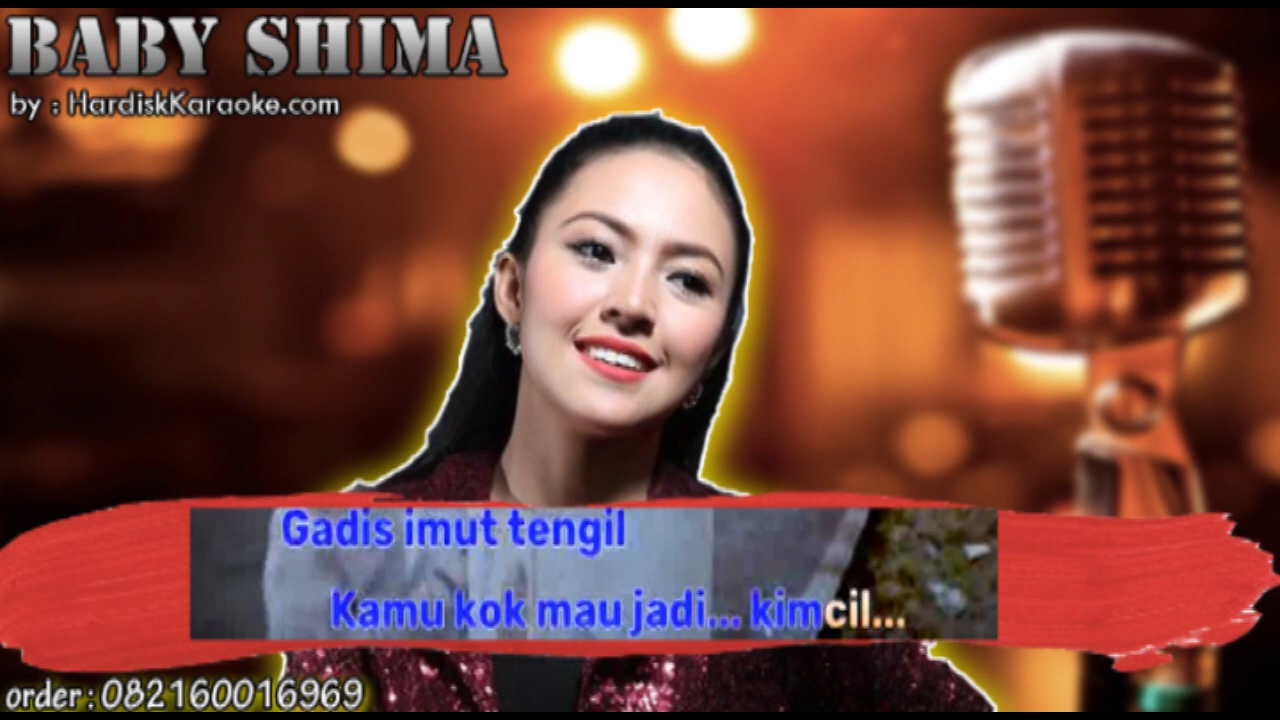 BABY SHIMA
by : HardiskKaraoke.com
Gadis imut tengil
Kamu kok mau jadi... kimcil...
order : 082160016969